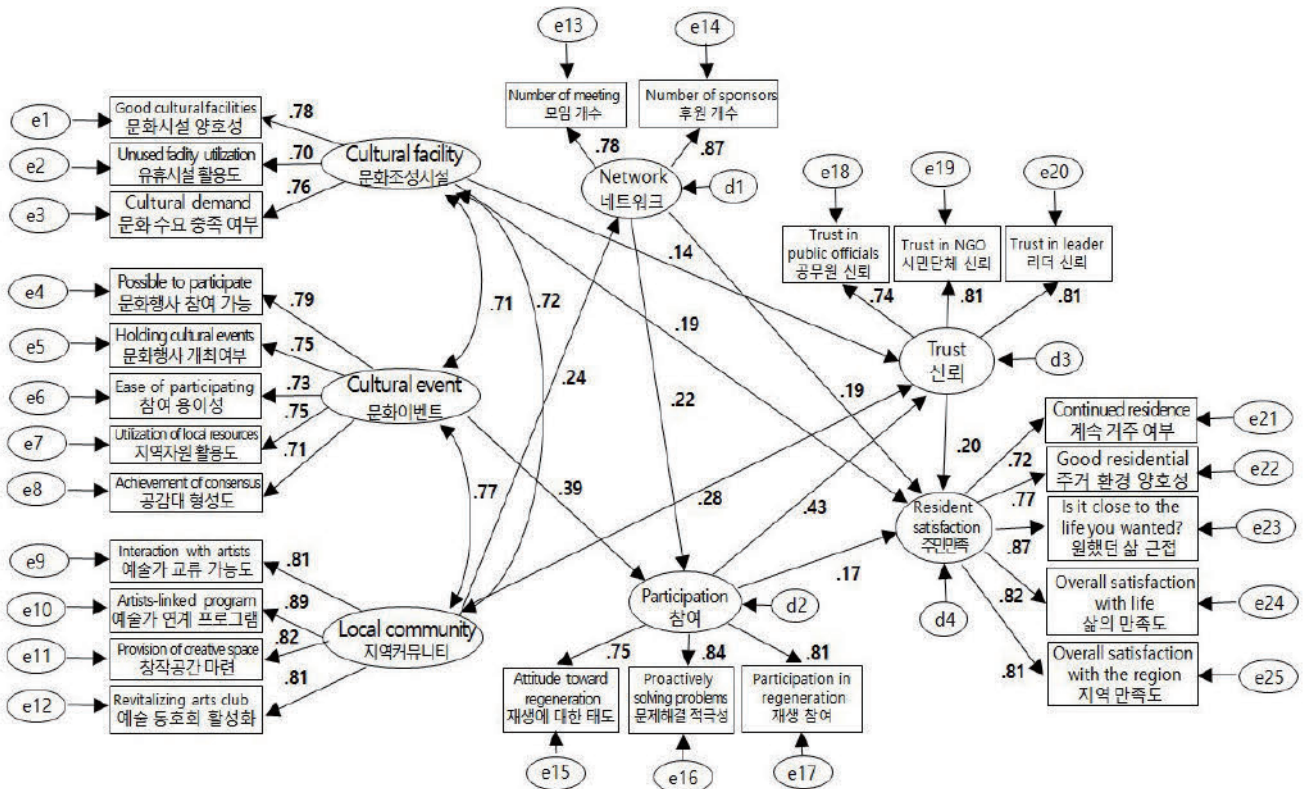 e13
e14
Number of meeting
모임 개수
Number of sponsors
후원 개수
.78
.87
Network
네트워크
d1
e1
Good cultural facilities
문화시설 양호성
.78
e2
Unused facility utilization
유휴시설 활용도
.70
e3
Cultural demand
문화 수요 충족 여부
.76
Cultural facility
문화조성시설
e18
e19
e20
Trust in
public officials
공무원 신뢰
Trust in NGO
시민단체 신뢰
Trust in leader
리더 신뢰
.74
.81
.81
Trust
신뢰
d3
.14
.71
.72
.19
.24
.22
.19
e4
Possible to participate
문화행사 참여 가능
.79
e5
Holding cultural events
문화행사 개최여부
.75
e6
Ease of participating
참여 용이성
.73
e7
Utilization of local resources
지역자원 활용도
.75
e8
Achievement of consensus
공감대 형성도
.71
Cultural event
문화이벤트
.77
.39
.28
.43
.20
.17
Resident
satisfaction
주민만족
d4
Continued residence
계속 거주 여부
e21
.72
Good residential
주거 환경 양호성
e22
.77
Is it close to the
life you wanted?
원했던 삶 근접
e23
.87
Overall satisfaction
with life
삶의 만족도
e24
.82
Overall satisfaction
with the region
지역 만족도
e25
.81
e9
Interaction with artists
예술가 교류 가능도
.81
e10
Artists-linked program
예술가 연계 프로그램
.89
e11
Provision of creative space
창작공간 마련
.82
e12
Revitalizing arts club
예술 동호회 활성화
.81
Local community
지역커뮤니티
Participation
참여
d2
.75
.84
.81
Attitude toward
regeneration
재생에 대한 태도
Proactively
solving problems
문제해결 적극성
Participation in
regeneration
재생 참여
e15
e16
e17